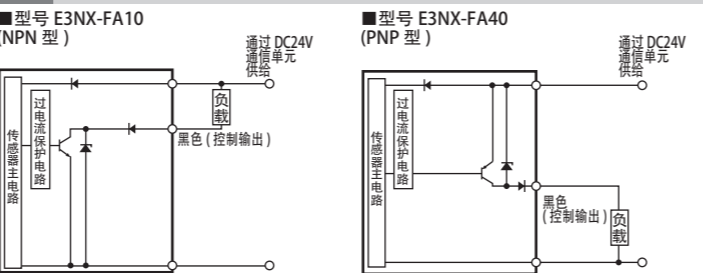 ■型号 E3NX-FA10
(NPN 型 )
通过 DC24V
通信单元
供给
负载
黑色 ( 控制输出 )
过电流保护电路
传感器主电路
■型号 E3NX-FA40
(PNP 型 )
通过 DC24V
通信单元
供给
过电流保护电路
传感器主电路
黑色
( 控制输出 )
负载